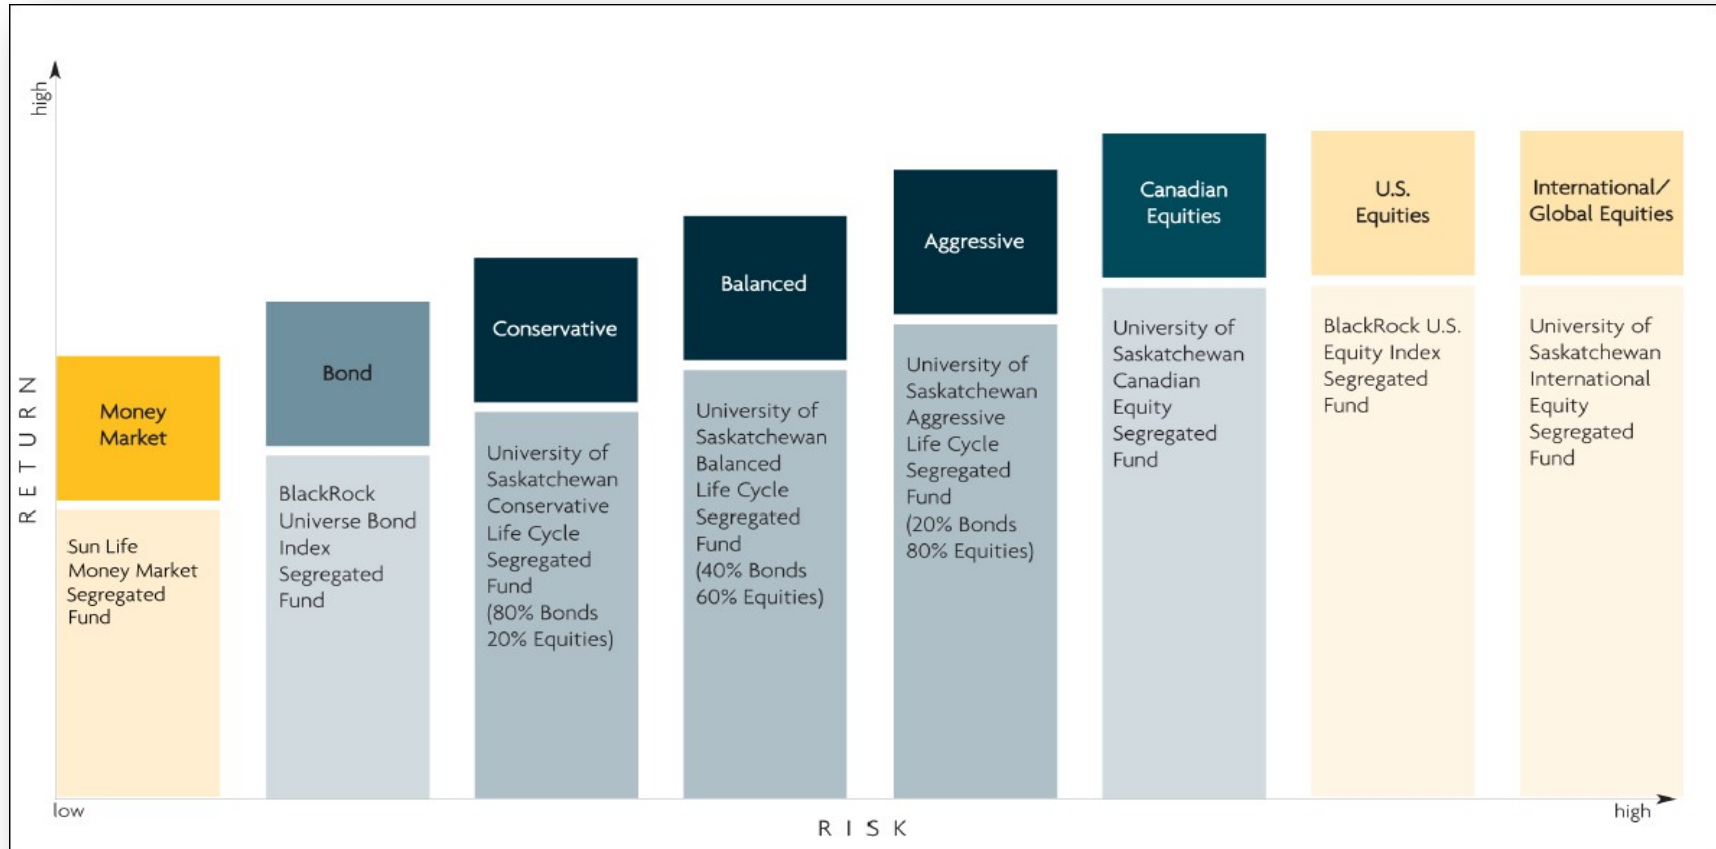 high
RETURN
Money
Market
Sun Life
Money Market
Segregated
Fund
Bond
BlackRock
Universe Bond
Index
Segregated
Fund
Conservative
University of
Saskatchewan
Conservative
Life Cycle
Segregated
Fund
(80% Bonds
20% Equities)
Balanced
University of
Saskatchewan
Balanced
Life Cycle
Segregated
Fund
(40% Bonds
60% Equities)
Aggressive
University of
Saskatchewan
Aggressive
Life Cycle
Segregated
Fund
(20% Bonds
80% Equities)
Canadian
Equities
University of
Saskatchewan
Canadian
Equity
Segregated
Fund
U.S.
Equities
BlackRock U.S.
Equity Index
Segregated
Fund
International/
Global Equities
University of
Saskatchewan
International
Equity
Segregated
Fund
low
high
RISK